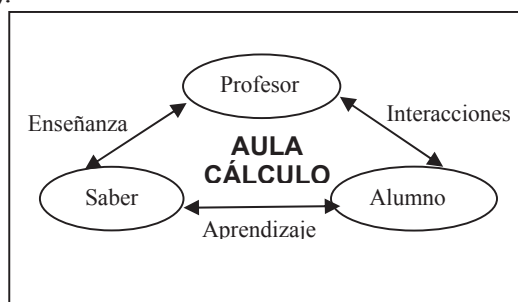 Profesor
Enseñanza
Interacciones
AULA
CÁLCULO
Saber
Alumno
Aprendizaje